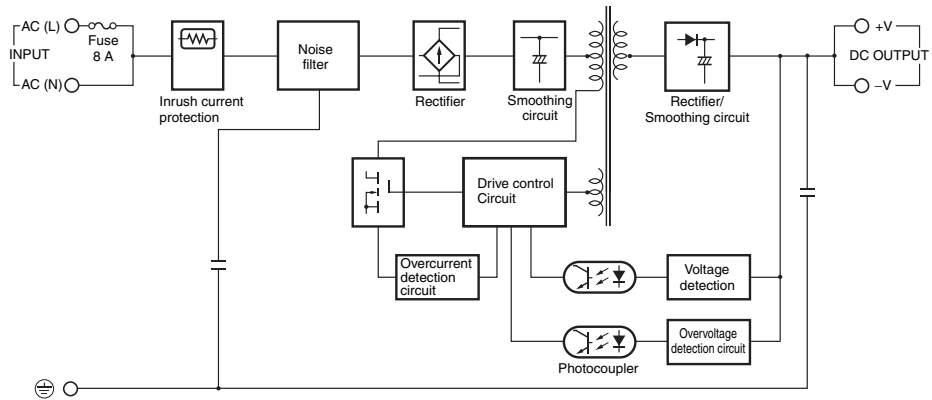 AC (L)
Fuse
8 A
INPUT
AC (N)
Inrush current
protection
Noise
filter
Rectifier
Smoothing
circuit
Rectifier/
Smoothing circuit
+V
DC OUTPUT
–V
Drive control
Circuit
Overcurrent
detection
circuit
Voltage
detection
Overvoltage
detection circuit
Photocoupler